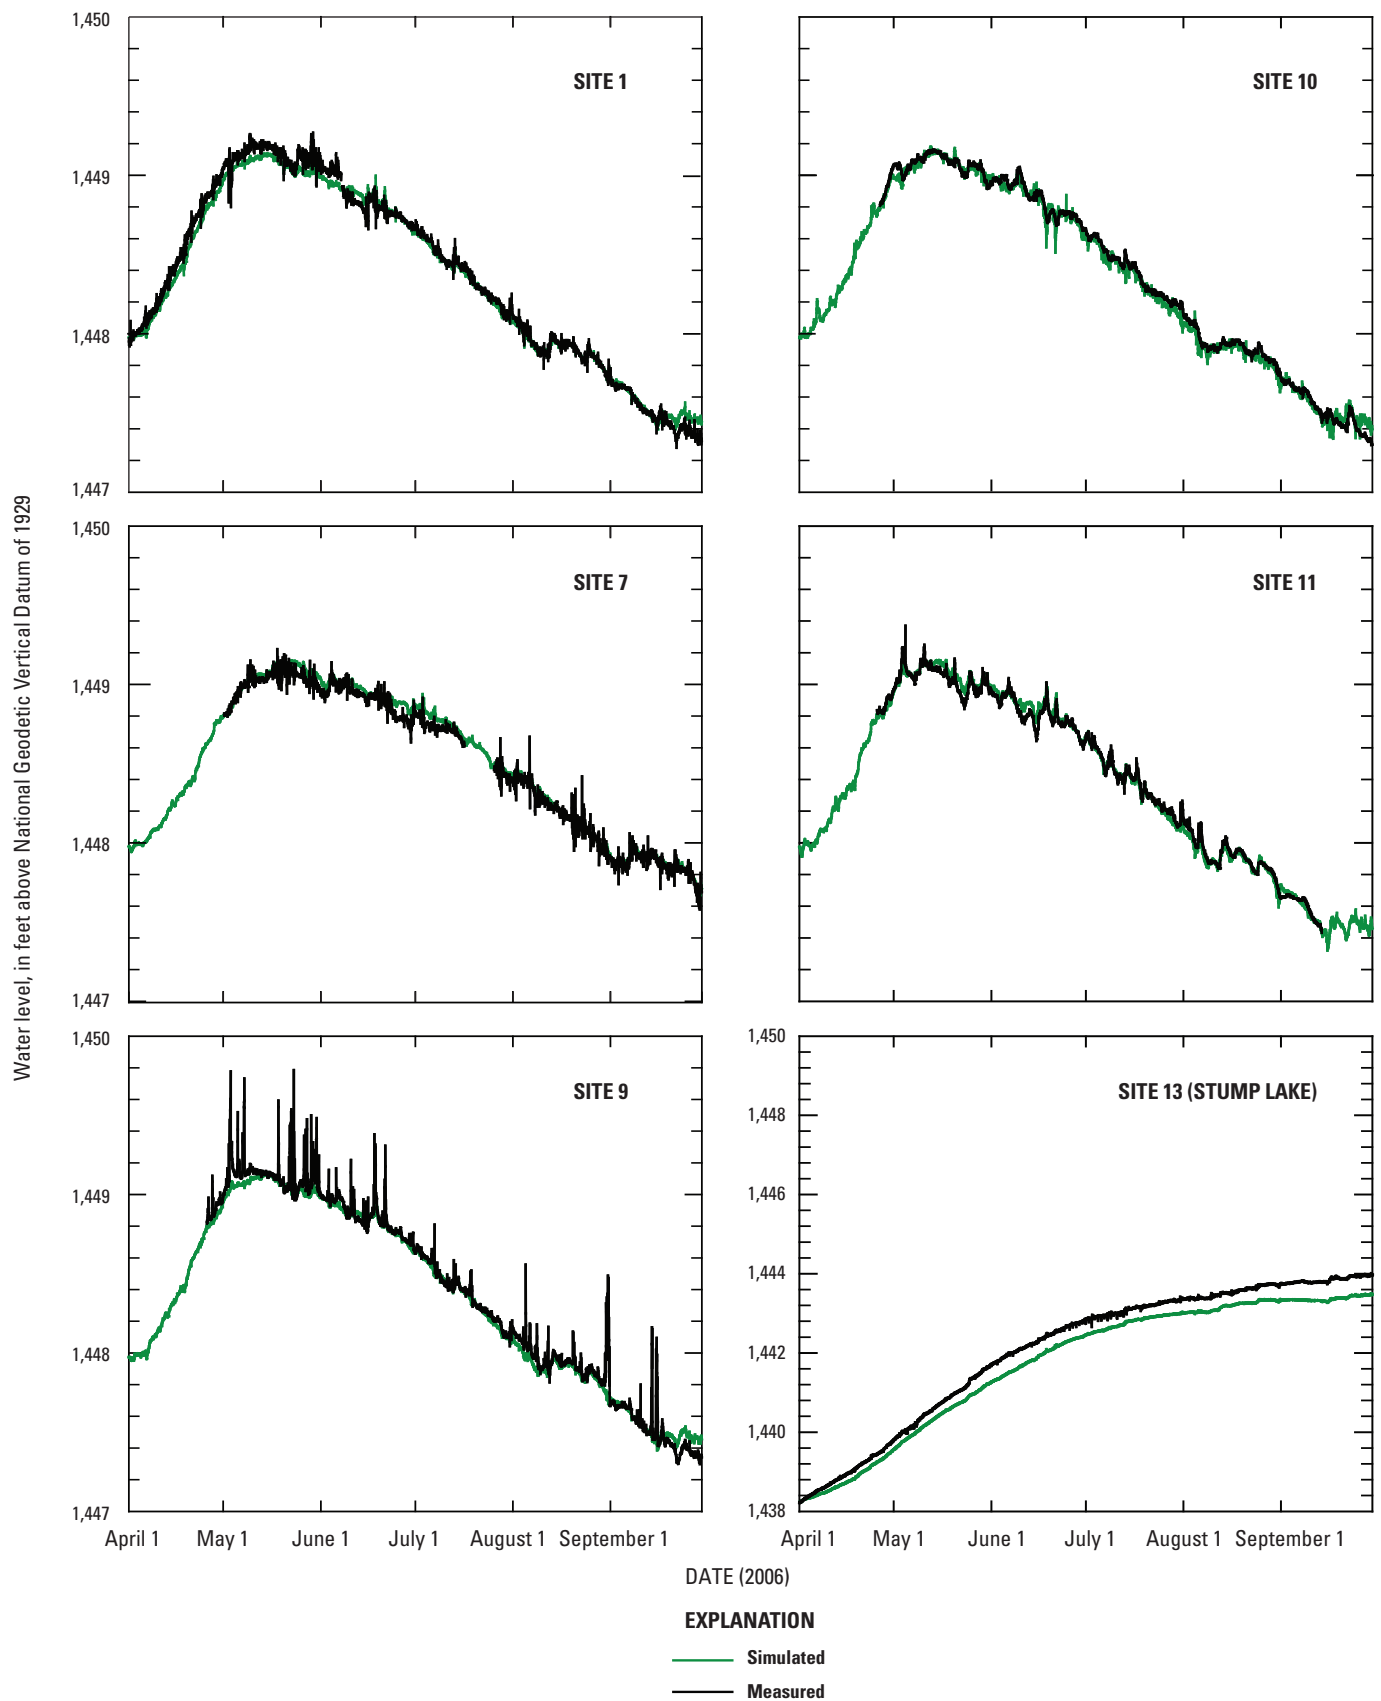 Water level, in feet above National Geodetic Vertical Datum of 1929
1,450
1,449
1,448
1,447
SITE 1
SITE 10
1,450
1,449
1,448
1,447
SITE 7
SITE 11
1,450
1,449
1,448
1,447
SITE 9
1,450
1,448
1,446
1,444
1,442
1,440
1,438
SITE 13 (STUMP LAKE)
April 1 May 1 June 1 July 1 August 1 September 1
April 1 May 1 June 1 July 1 August 1 September 1
DATE (2006)
EXPLANATION
Simulated
Measured